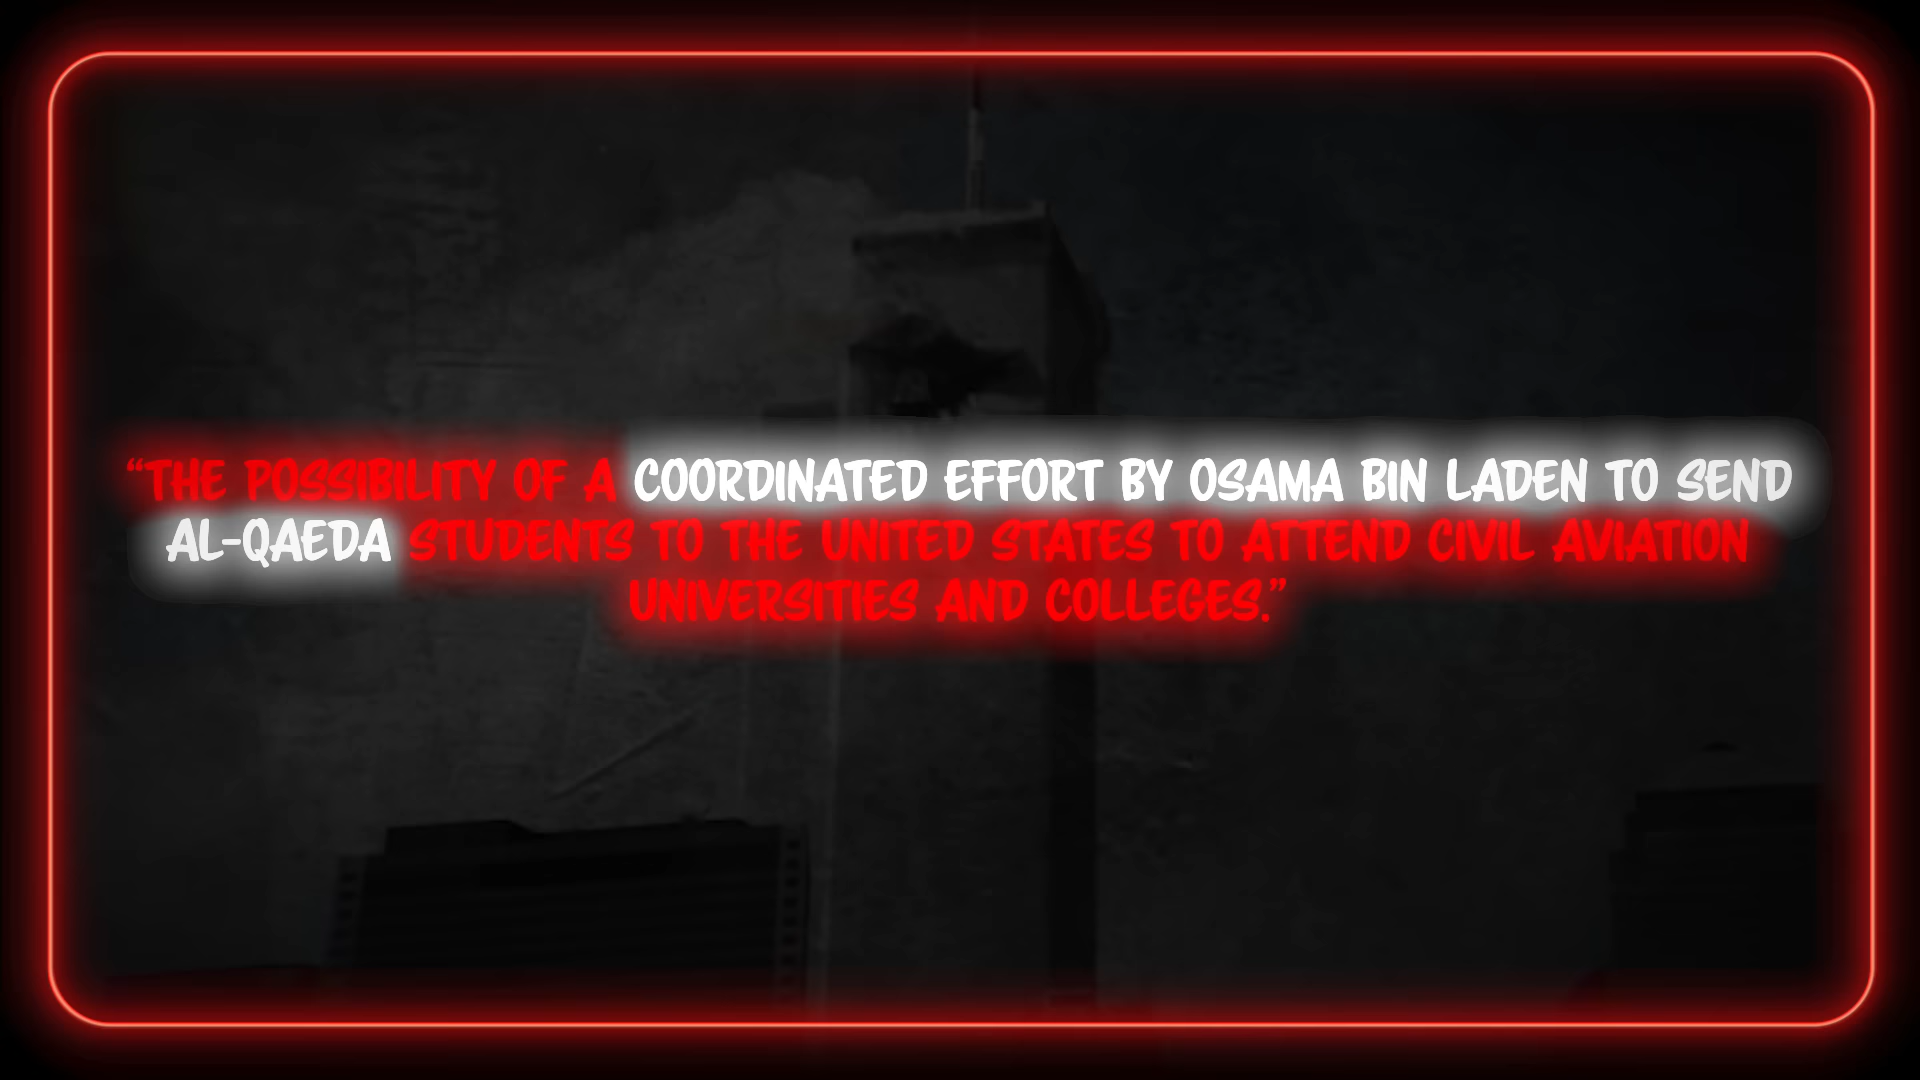 “THE POSSIBILITY OF A COORDINATED EFFORT BY OSAMA BIN LADEN TO SEND
AL-QAEDA STUDENTS TO THE UNITED STATES TO ATTEND CIVIL AVIATION
UNIVERSITIES AND COLLEGES.”